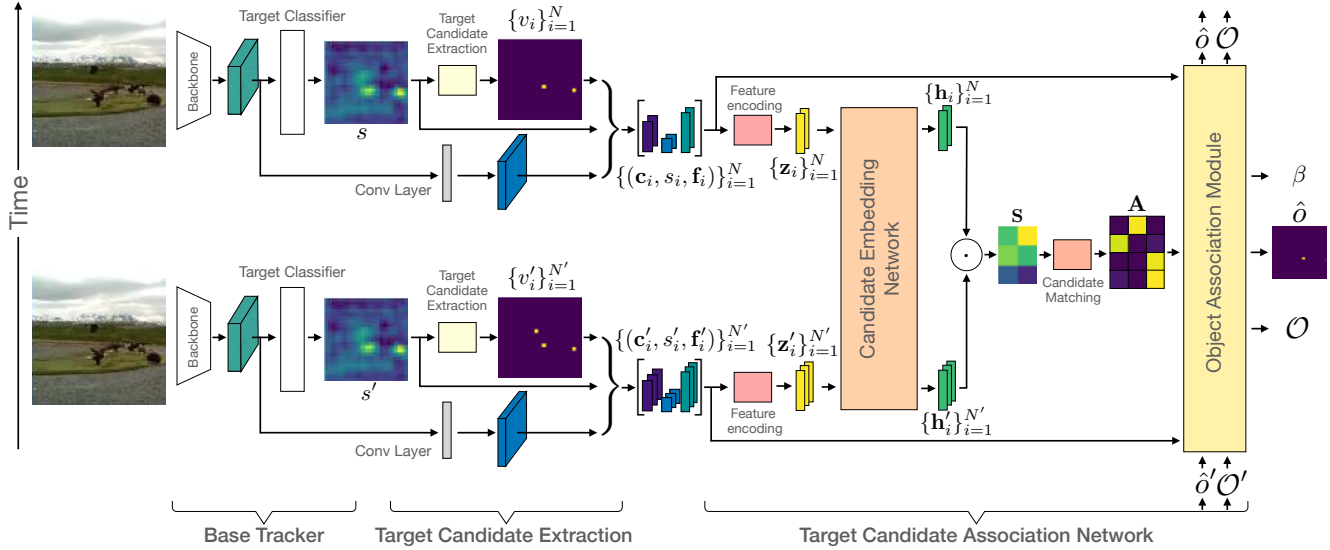 Time
Target Classifier
Backbone
s
Target
Candidate
Extraction
{v_i}_{i=1}^{N}
Conv Layer
{(c_i, s_i, f_i)}_{i=1}^{N}
Feature
encoding
{z_i}_{i=1}^{N}
Candidate Embedding
Network
{h_i}_{i=1}^{N}
S
Candidate
Matching
A
Object Association Module
ô 𝒪
β
ô
𝒪
Target Classifier
Backbone
s′
Target
Candidate
Extraction
{v′_i}_{i=1}^{N′}
Conv Layer
{(c′_i, s′_i, f′_i)}_{i=1}^{N′}
Feature
encoding
{z′_i}_{i=1}^{N′}
{h′_i}_{i=1}^{N′}
ô′ 𝒪′
Base Tracker
Target Candidate Extraction
Target Candidate Association Network